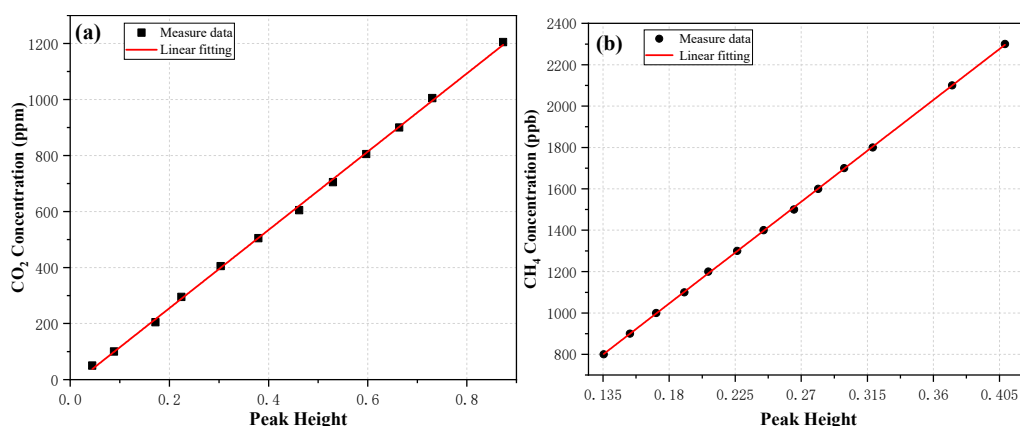 (a)
Measure data
Linear fitting
CO₂ Concentration (ppm)
1200
1000
800
600
400
200
0
0.0 0.2 0.4 0.6 0.8
Peak Height
(b)
Measure data
Linear fitting
CH₄ Concentration (ppb)
2400
2200
2000
1800
1600
1400
1200
1000
800
0.135 0.18 0.225 0.27 0.315 0.36 0.405
Peak Height